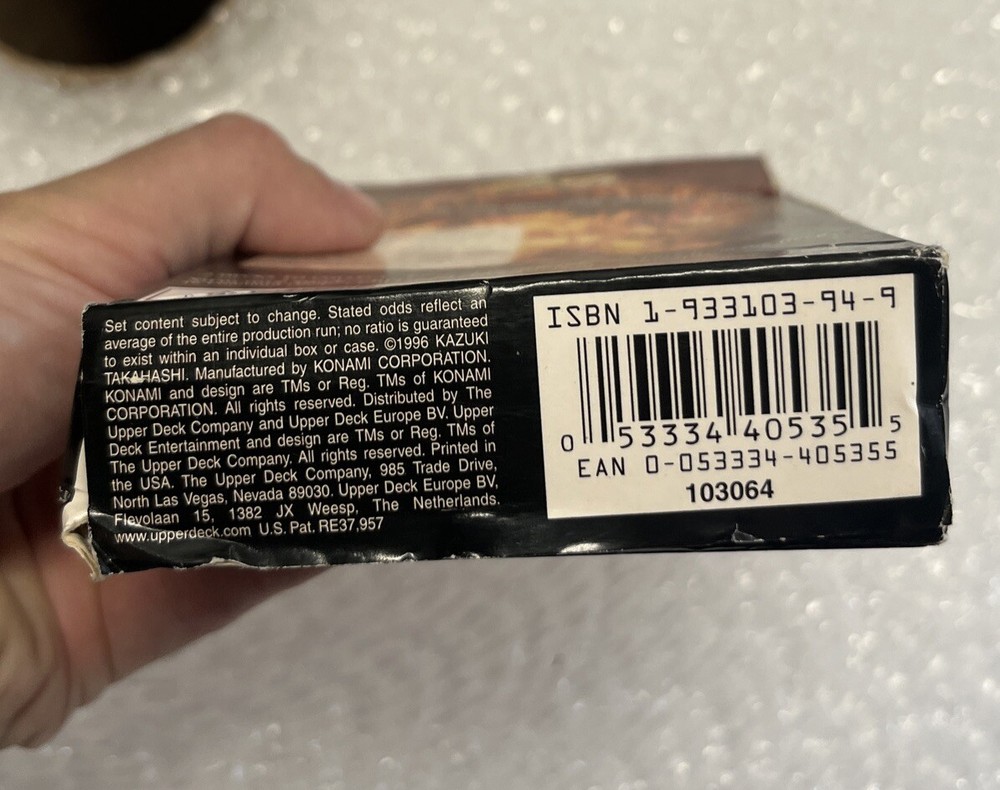 Set content subject to change. Stated odds reflect an
average of the entire production run; no ratio is guaranteed
to exist within an individual box or case. ©1996 KAZUKI
TAKAHASHI. Manufactured by KONAMI CORPORATION.
KONAMI and design are TMs or Reg. TMs of KONAMI
CORPORATION. All rights reserved. Distributed by The
Upper Deck Company and Upper Deck Europe BV. Upper
Deck Entertainment and design are TMs or Reg. TMs of
The Upper Deck Company. All rights reserved. Printed in
the USA. The Upper Deck Company, 985 Trade Drive,
North Las Vegas, Nevada 89030. Upper Deck Europe BV,
Flevolaan 15, 1382 JX Weesp, The Netherlands.
www.upperdeck.com U.S. Pat. RE37,957
ISBN 1-933103-94-9
0 53334 40535 5
EAN 0-053334-405355
103064